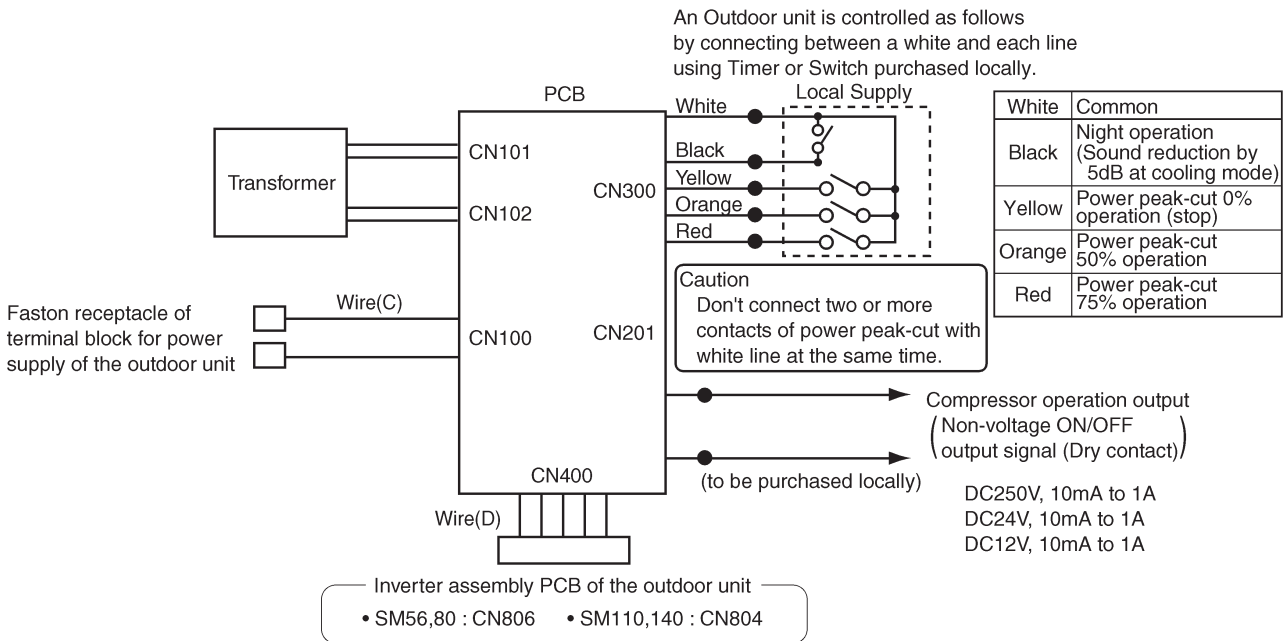 An Outdoor unit is controlled as follows
by connecting between a white and each line
using Timer or Switch purchased locally.
PCB
Local Supply
White
Black
Yellow
Orange
Red
Transformer
CN101
CN102
CN300
White Common
Black Night operation
(Sound reduction by
5dB at cooling mode)
Yellow Power peak-cut 0%
operation (stop)
Orange Power peak-cut
50% operation
Red Power peak-cut
75% operation
Caution
Don't connect two or more
contacts of power peak-cut with
white line at the same time.
Faston receptacle of
terminal block for power
supply of the outdoor unit
Wire(C)
CN100
CN201
Compressor operation output
(Non-voltage ON/OFF
output signal (Dry contact))
(to be purchased locally)
DC250V, 10mA to 1A
DC24V, 10mA to 1A
DC12V, 10mA to 1A
CN400
Wire(D)
Inverter assembly PCB of the outdoor unit
• SM56,80 : CN806 • SM110,140 : CN804